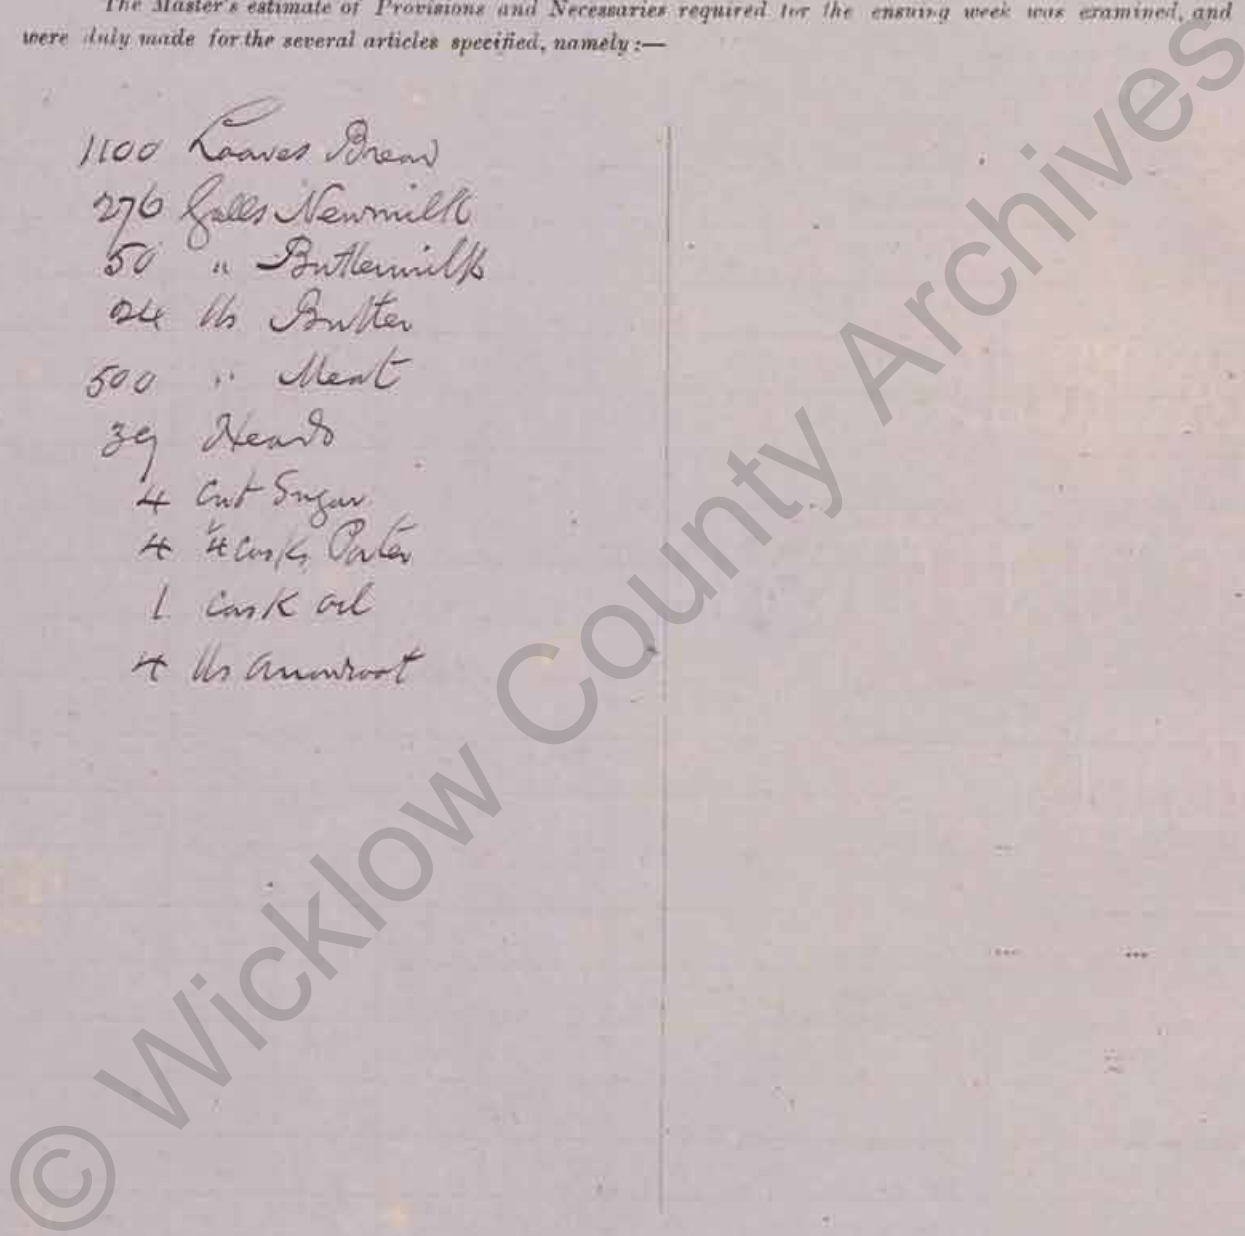 The Master's estimate of Provisions and Necessaries required for the ensuing week was examined, and
were duly made for the several articles specified, namely:—
1100 Loaves Bread
276 Galls Newmilk
50 " Buttermilk
24 lbs Butter
500 " Meat
39 Heads
4 Cwt Sugar
4 ¼ Casks Porter
1 Cask Oil
4 lbs Arrowroot
© Wicklow County Archives